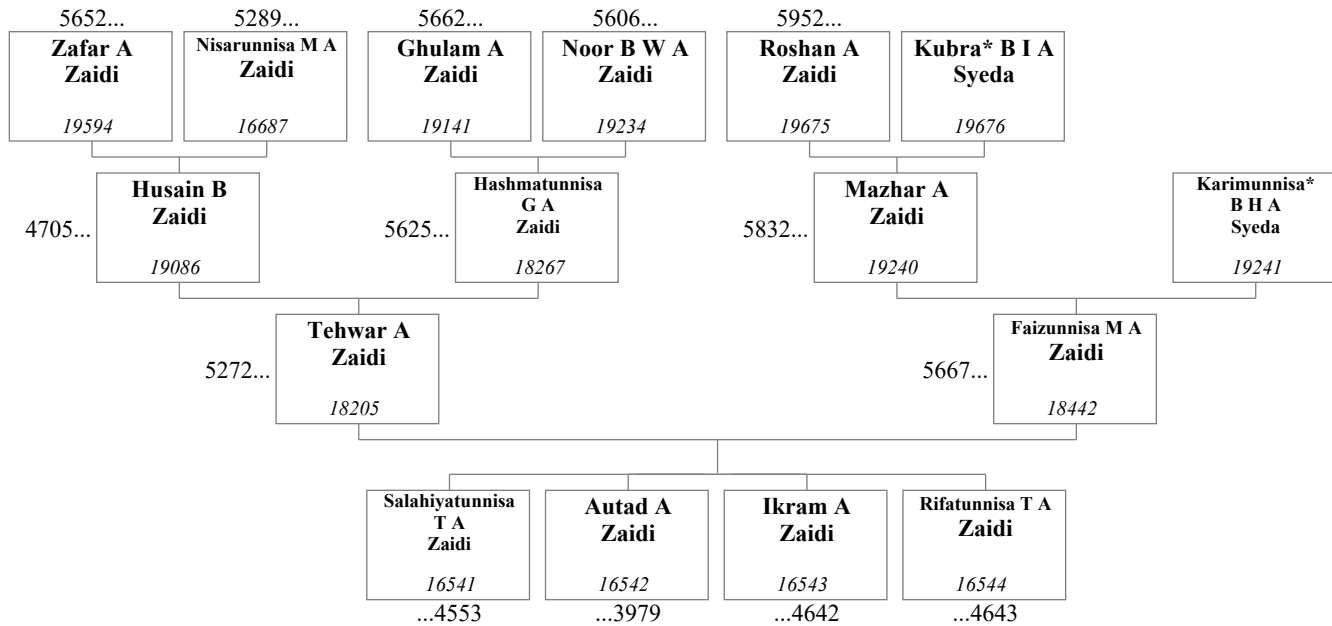 5652... 5289... 5662... 5606... 5952...
Zafar A
Zaidi
19594
Nisarunnisa M A
Zaidi
16687
Ghulam A
Zaidi
19141
Noor B W A
Zaidi
19234
Roshan A
Zaidi
19675
Kubra* B I A
Syeda
19676
4705...
Husain B
Zaidi
19086
5625...
Hashmatunnisa
G A
Zaidi
18267
5832...
Mazhar A
Zaidi
19240
Karimunnisa*
B H A
Syeda
19241
5272...
Tehwar A
Zaidi
18205
5667...
Faizunnisa M A
Zaidi
18442
Salahiyatunnisa
T A
Zaidi
16541
...4553
Autad A
Zaidi
16542
...3979
Ikram A
Zaidi
16543
...4642
Rifatunnisa T A
Zaidi
16544
...4643